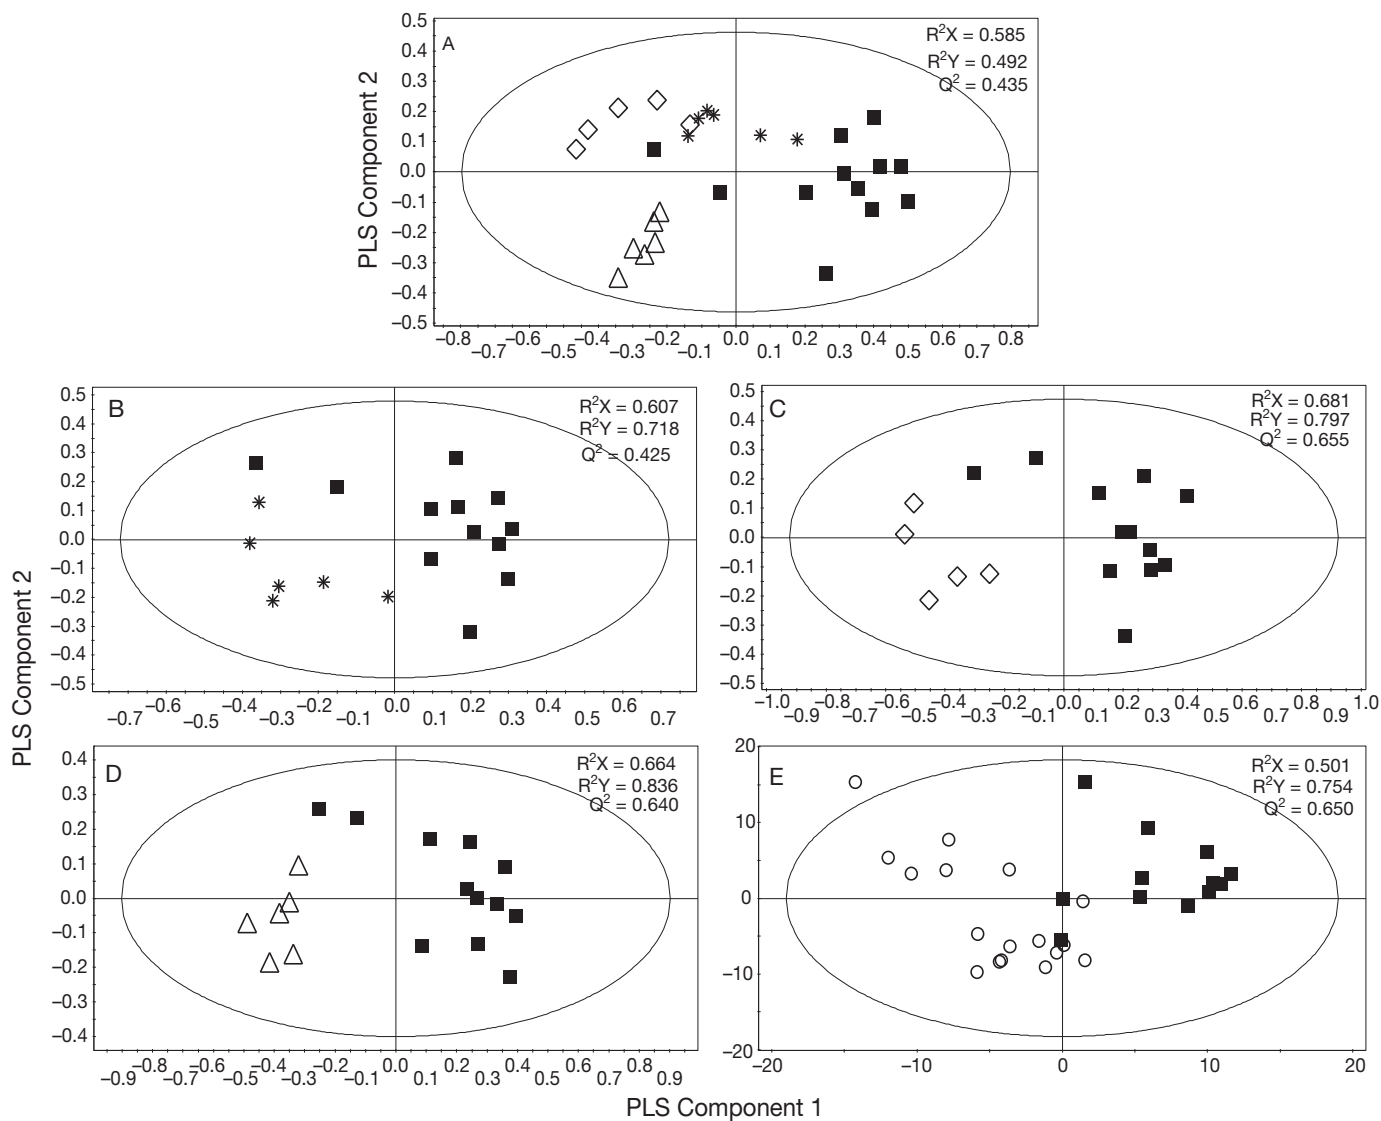 A
R²X = 0.585
R²Y = 0.492
Q² = 0.435
PLS Component 2
0.5
0.4
0.3
0.2
0.1
0.0
−0.1
−0.2
−0.3
−0.4
−0.5
−0.8 −0.6 −0.4 −0.2 0.0 0.2 0.4 0.6 0.8
−0.7 −0.5 −0.3 −0.1 0.1 0.3 0.5 0.7
B
R²X = 0.607
R²Y = 0.718
Q² = 0.425
0.5
0.4
0.3
0.2
0.1
0.0
−0.1
−0.2
−0.3
−0.4
−0.5
−0.6 −0.4 −0.2 0.0 0.2 0.4 0.6
−0.7 −0.5 −0.3 −0.1 0.1 0.3 0.5 0.7
C
R²X = 0.681
R²Y = 0.797
Q² = 0.655
0.5
0.4
0.3
0.2
0.1
0.0
−0.1
−0.2
−0.3
−0.4
−0.5
−1.0 −0.8 −0.6 −0.4 −0.2 0.0 0.2 0.4 0.6 0.8 1.0
−0.9 −0.7 −0.5 −0.3 −0.1 0.1 0.3 0.5 0.7 0.9
PLS Component 2
D
R²X = 0.664
R²Y = 0.836
Q² = 0.640
0.4
0.3
0.2
0.1
0.0
−0.1
−0.2
−0.3
−0.4
−0.8 −0.6 −0.4 −0.2 0.0 0.2 0.4 0.6 0.8
−0.9 −0.7 −0.5 −0.3 −0.1 0.1 0.3 0.5 0.7 0.9
E
R²X = 0.501
R²Y = 0.754
Q² = 0.650
20
10
0
−10
−20
−20 −10 0 10 20
PLS Component 1